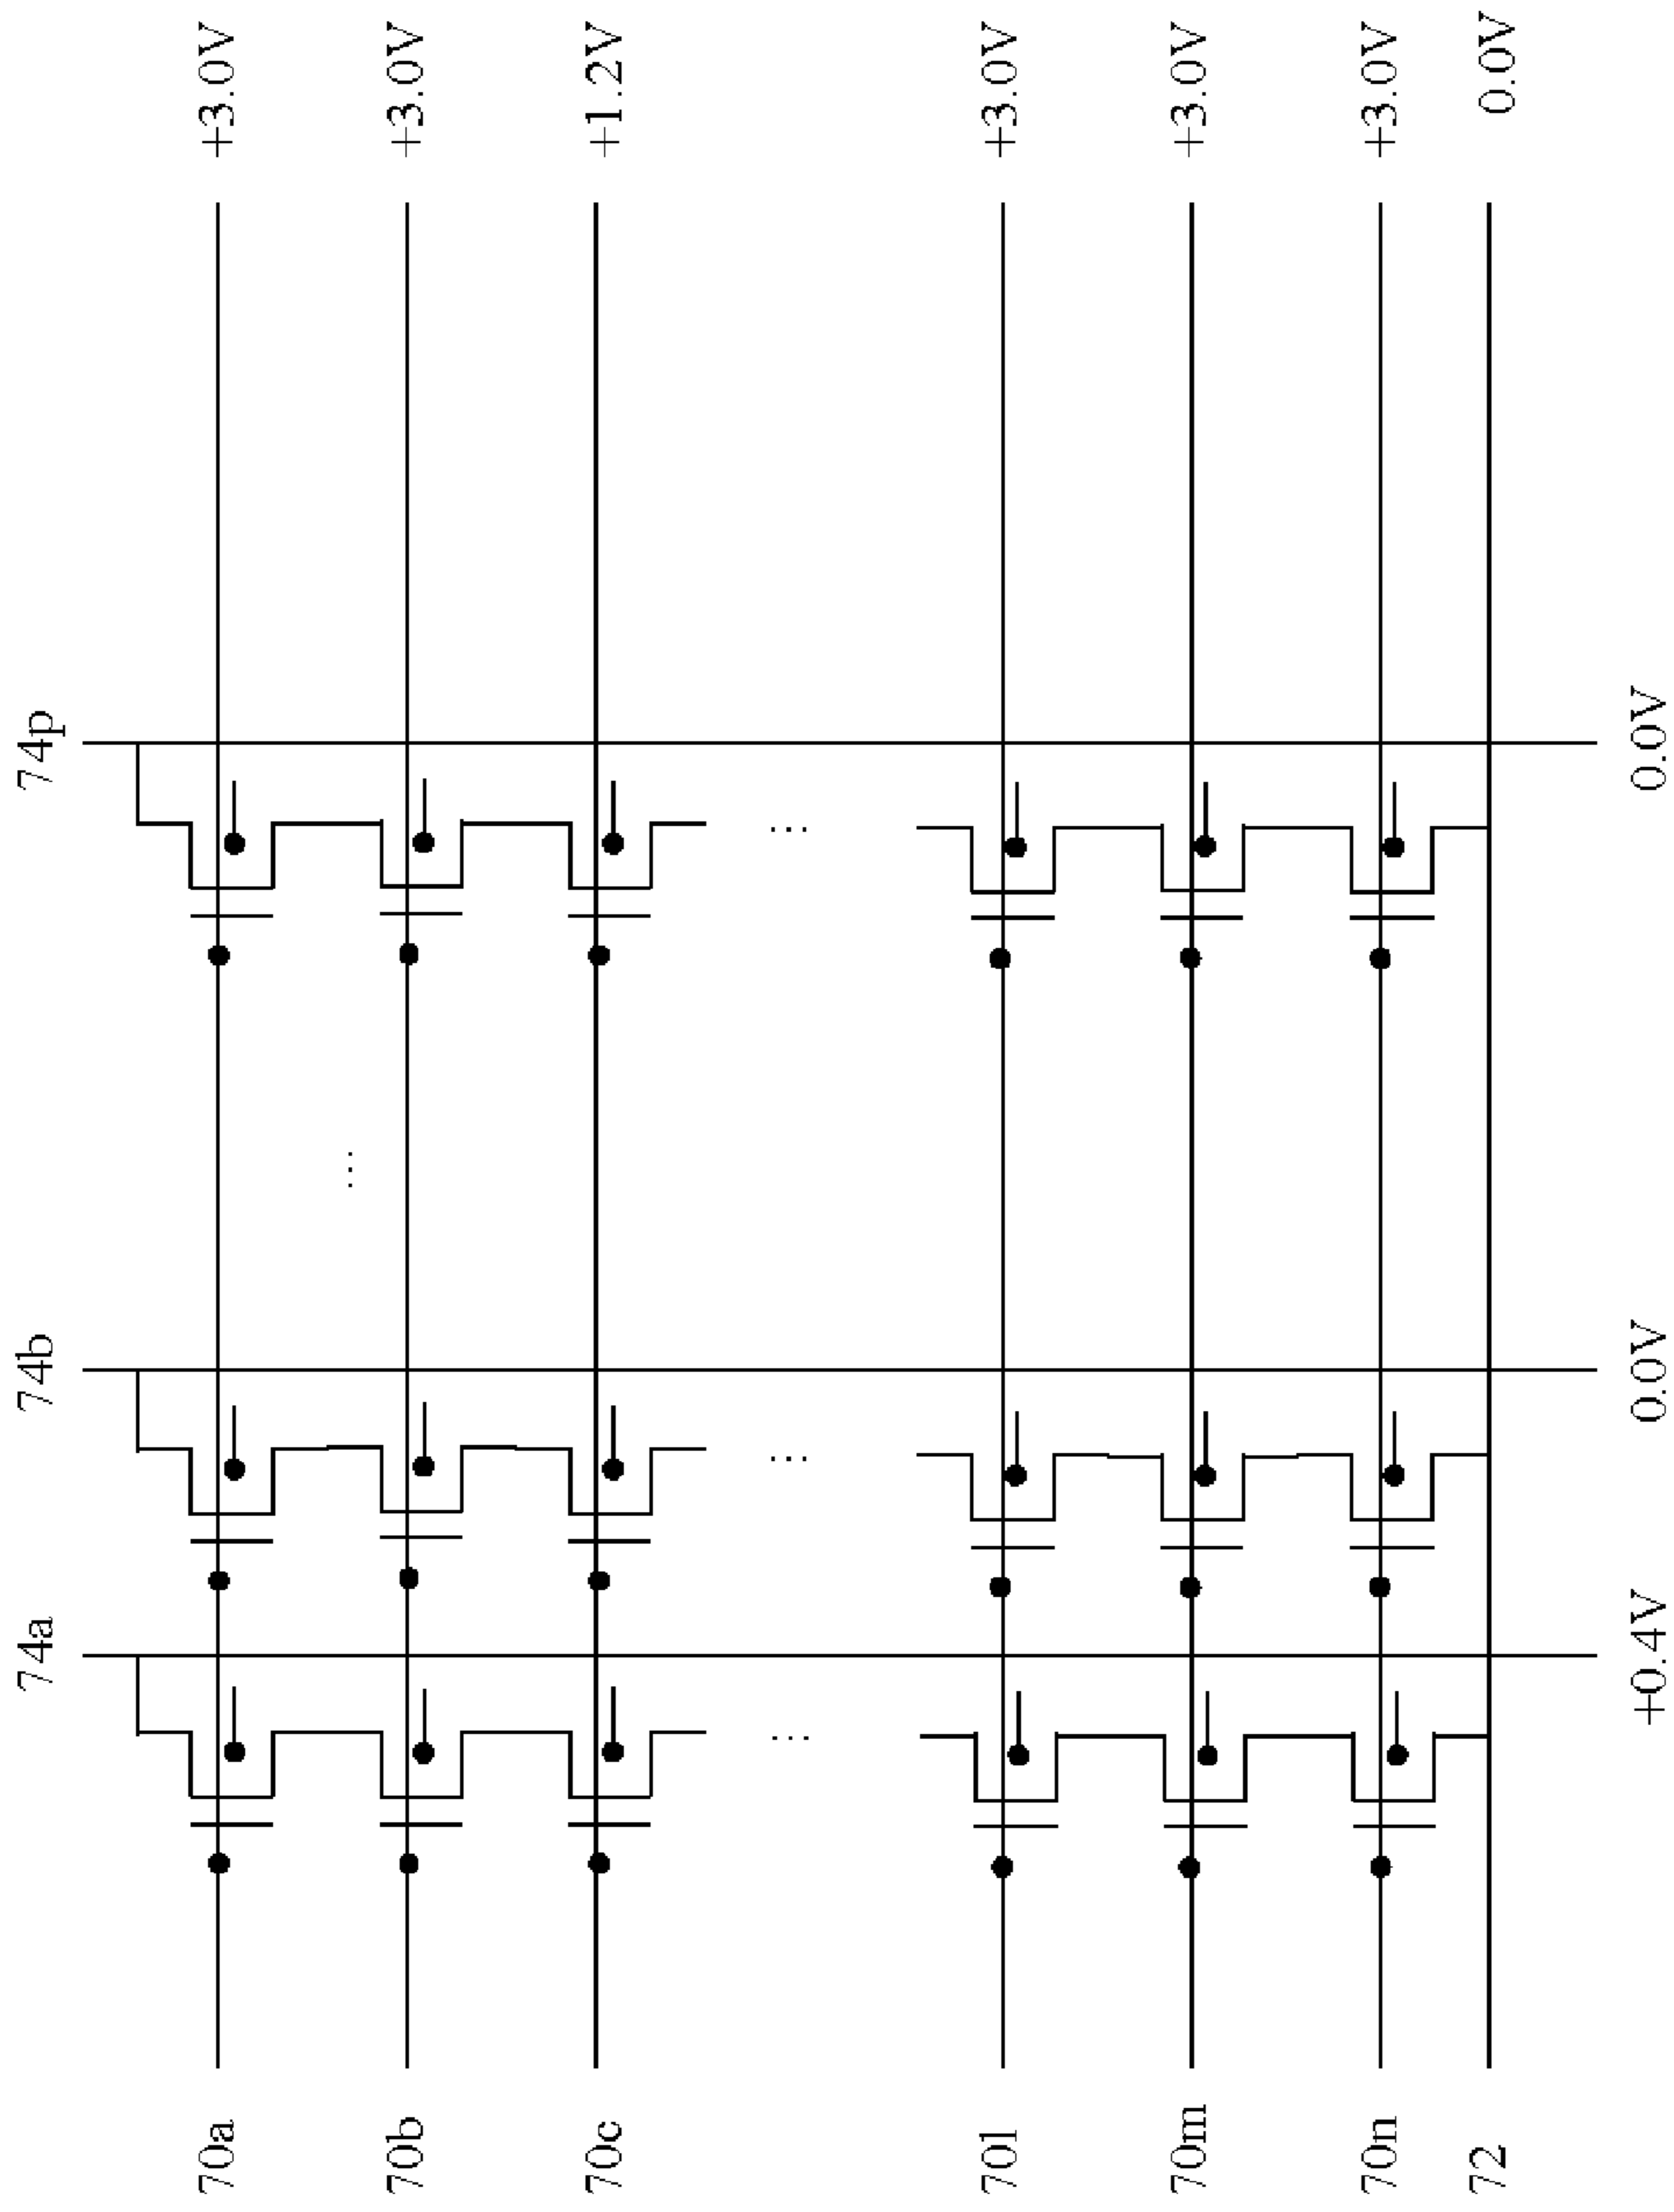 74a 74b 74p
70a +3.0V
70b +3.0V
70c +1.2V
70l +3.0V
70m +3.0V
70n +3.0V
72 0.0V
+0.4V 0.0V 0.0V